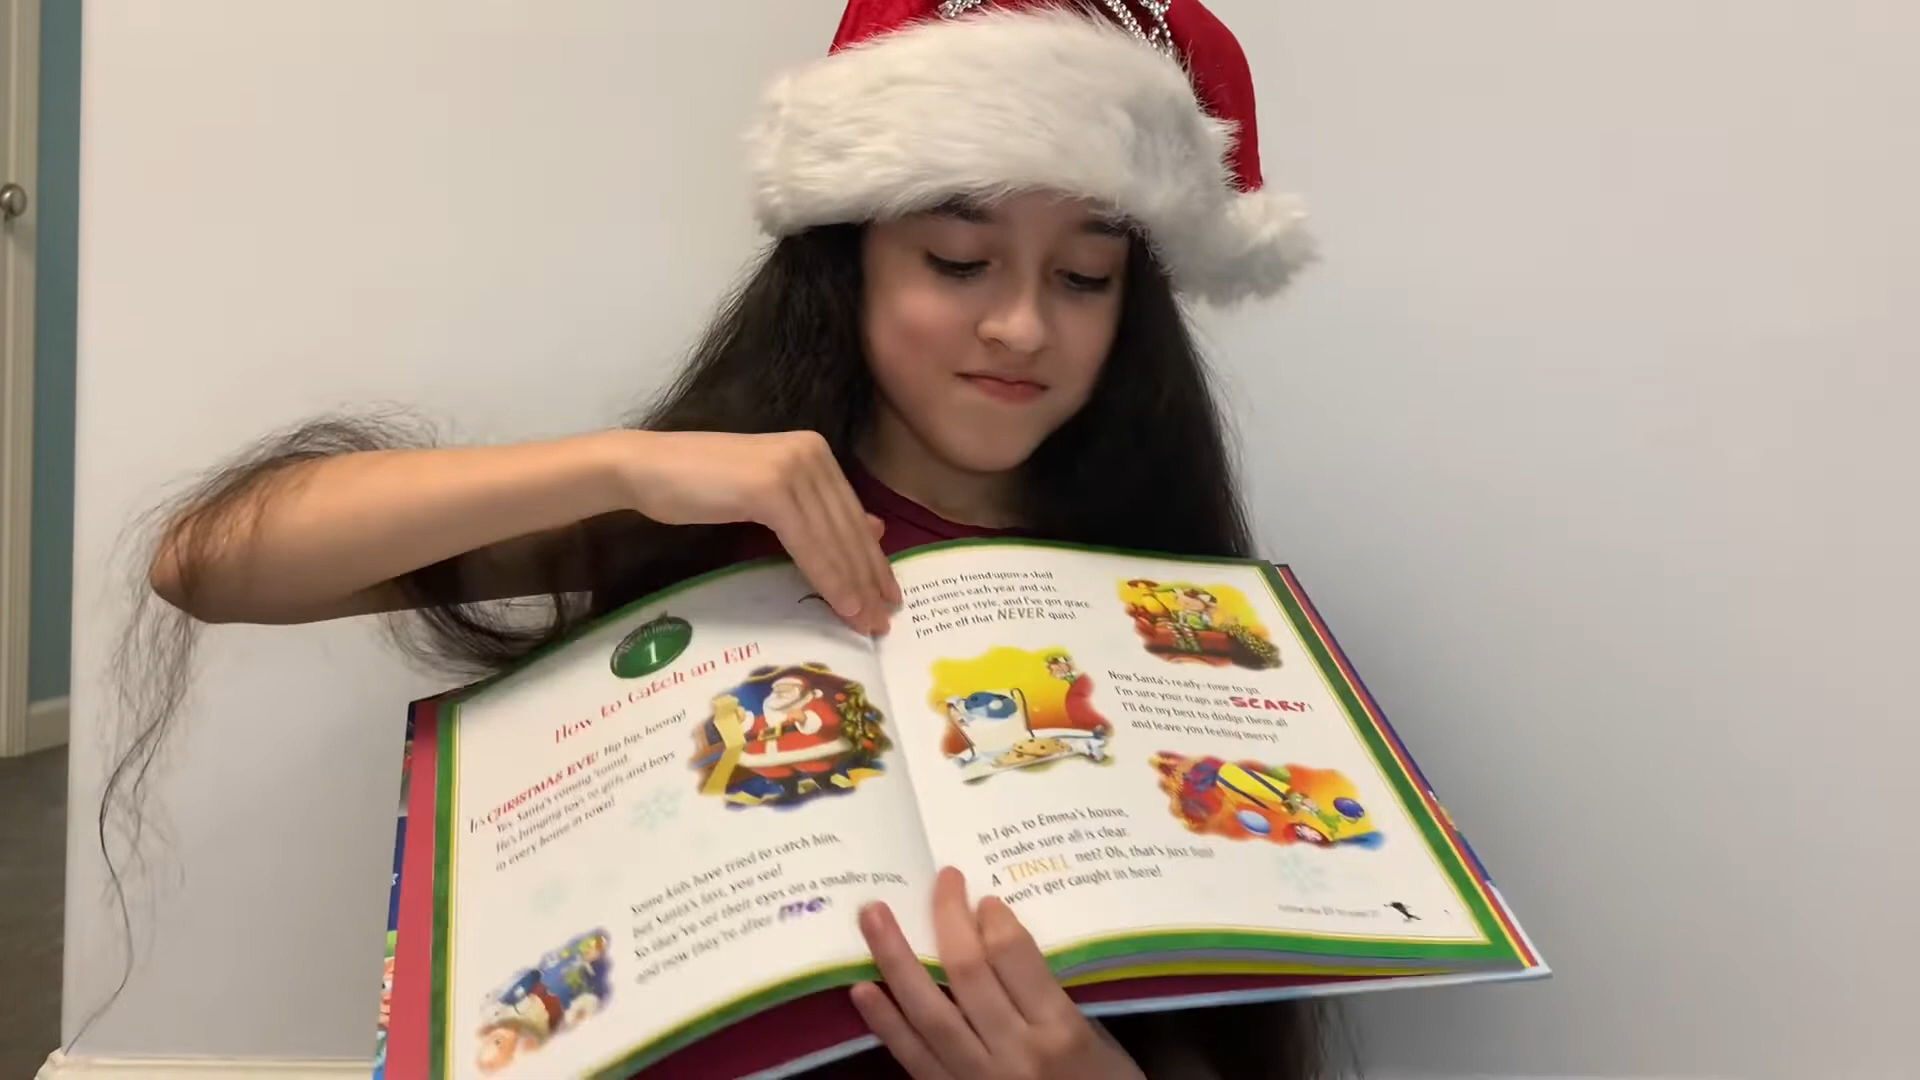 1
How to Catch an Elf!
It's CHRISTMAS EVE! Hip hip, hooray!
Yes, Santa's coming 'round.
He's bringing toys to girls and boys
in every house in town!
Some kids have tried to catch him,
but Santa's fast, you see!
So they've set their eyes on a smaller prize,
and now they're after ME!
I'm not my friend-upon-a-shelf
who comes each year and sits.
No, I've got style, and I've got grace.
I'm the elf that NEVER quits!
Now Santa's ready—time to go.
I'm sure your traps are SCARY!
I'll do my best to dodge them all
and leave you feeling merry!
In I go, to Emma's house,
to make sure all is clear.
A TINSEL net? Oh, that's just fun!
won't get caught in here!